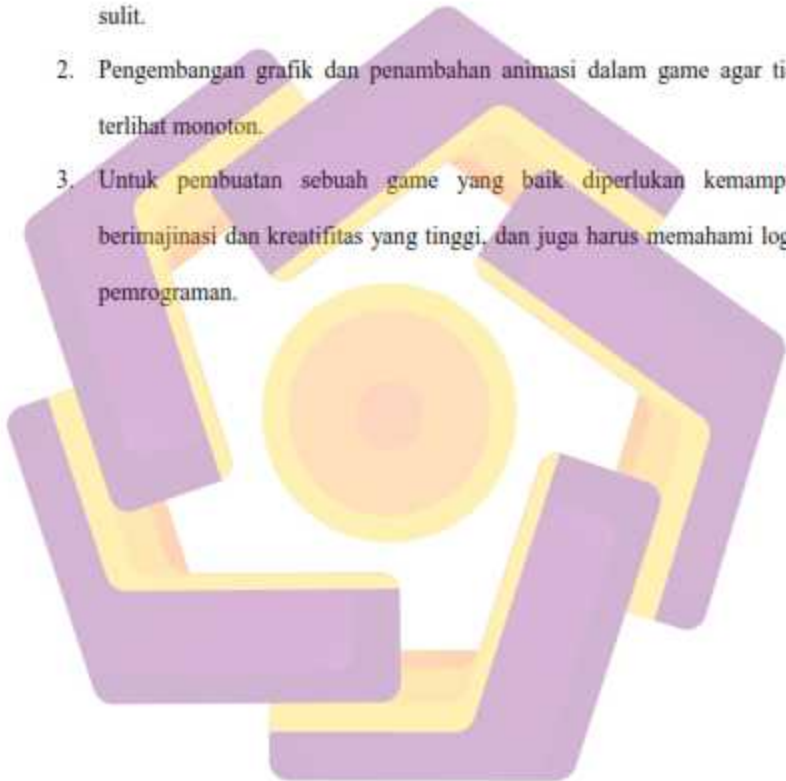 sulit.
2. Pengembangan grafik dan penambahan animasi dalam game agar ti
terlihat monoton.
3. Untuk pembuatan sebuah game yang baik diperlukan kemamp
berimajinasi dan kreatifitas yang tinggi, dan juga harus memahami log
pemrograman.